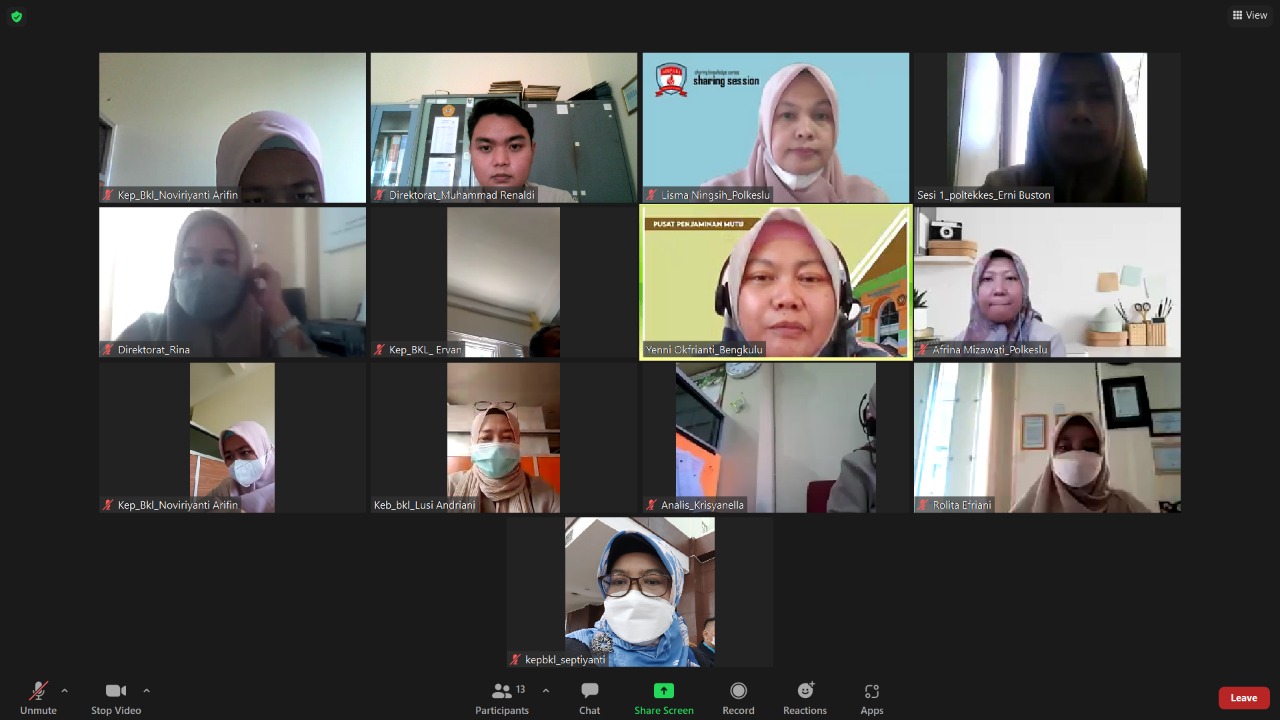 View
sharing session
Kep_Bkl_Noviriyanti Arifin
Direktorat_Muhammad Renaldi
Lisma Ningsih_Polkeslu
Sesi 1_poltekkes_Erni Buston
PUSAT PENJAMINAN MUTU
Direktorat_Rina
Kep_BKL_ Ervan
Yenni Okfrianti_Bengkulu
Afrina Mizawati_Polkeslu
Kep_Bkl_Noviriyanti Arifin
Keb_bkl_Lusi Andriani
Analis_Krisyanella
Rolita Efriani
kepbkl_septiyanti
Unmute
Stop Video
Participants
13
Chat
Share Screen
Record
Reactions
Apps
Leave